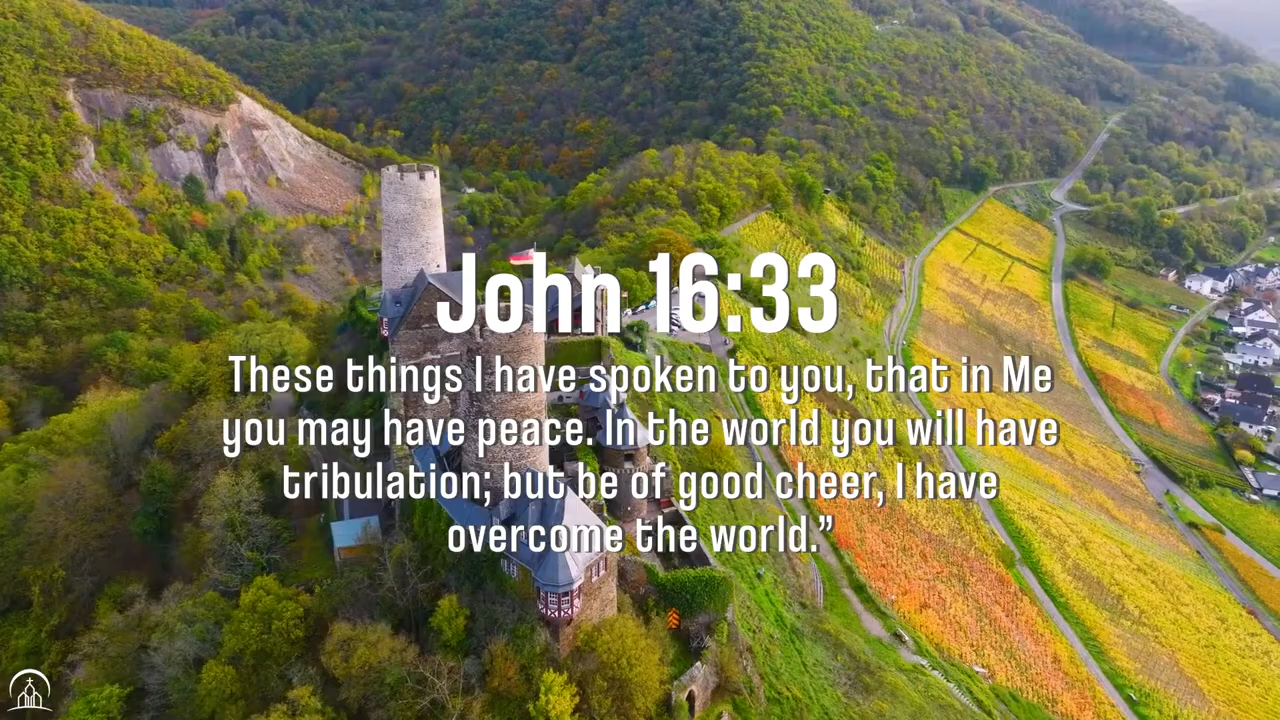 John 16:33
These things I have spoken to you, that in Me
you may have peace. In the world you will have
tribulation; but be of good cheer, I have
overcome the world.”